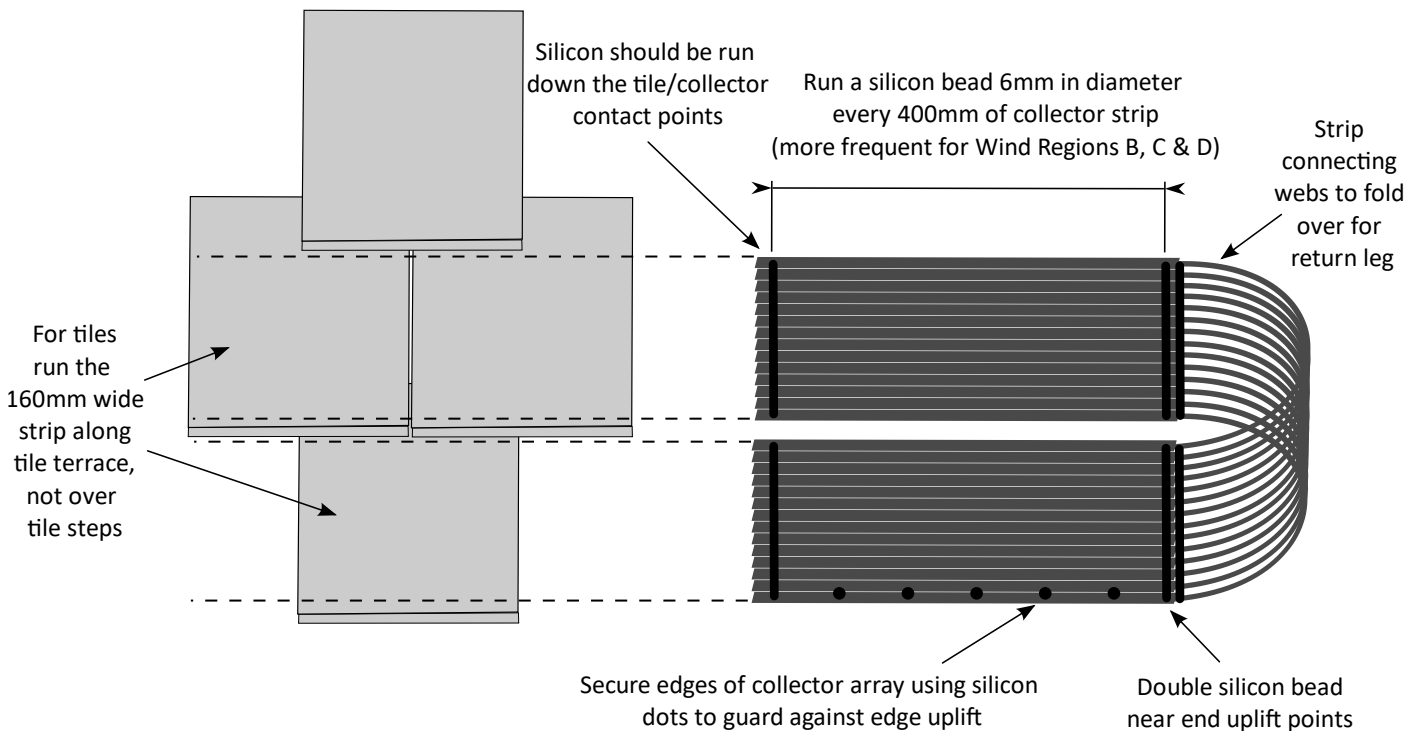 Silicon should be run
down the tile/collector
contact points
Run a silicon bead 6mm in diameter
every 400mm of collector strip
(more frequent for Wind Regions B, C & D)
Strip
connecting
webs to fold
over for
return leg
For tiles
run the
160mm wide
strip along
tile terrace,
not over
tile steps
Secure edges of collector array using silicon
dots to guard against edge uplift
Double silicon bead
near end uplift points